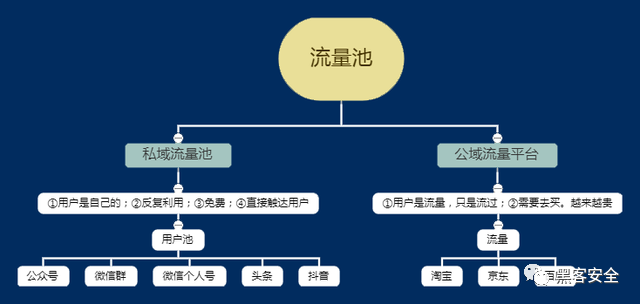 流量池
私域流量池
公域流量平台
①用户是自己的；②反复利用；③免费；④直接触达用户
①用户是流量，只是流过；②需要去买。越来越贵
用户池
流量
公众号
微信群
微信个人号
头条
抖音
淘宝
京东
黑客安全